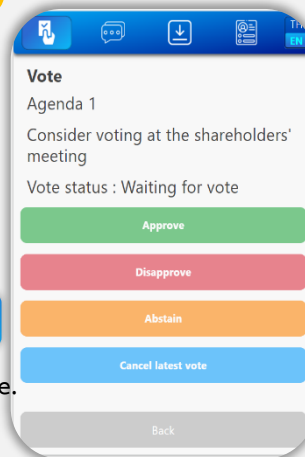 TH
EN
Vote
Agenda 1
Consider voting at the shareholders'
meeting
Vote status : Waiting for vote
Approve
Disapprove
Abstain
Cancel latest vote
e.
Back